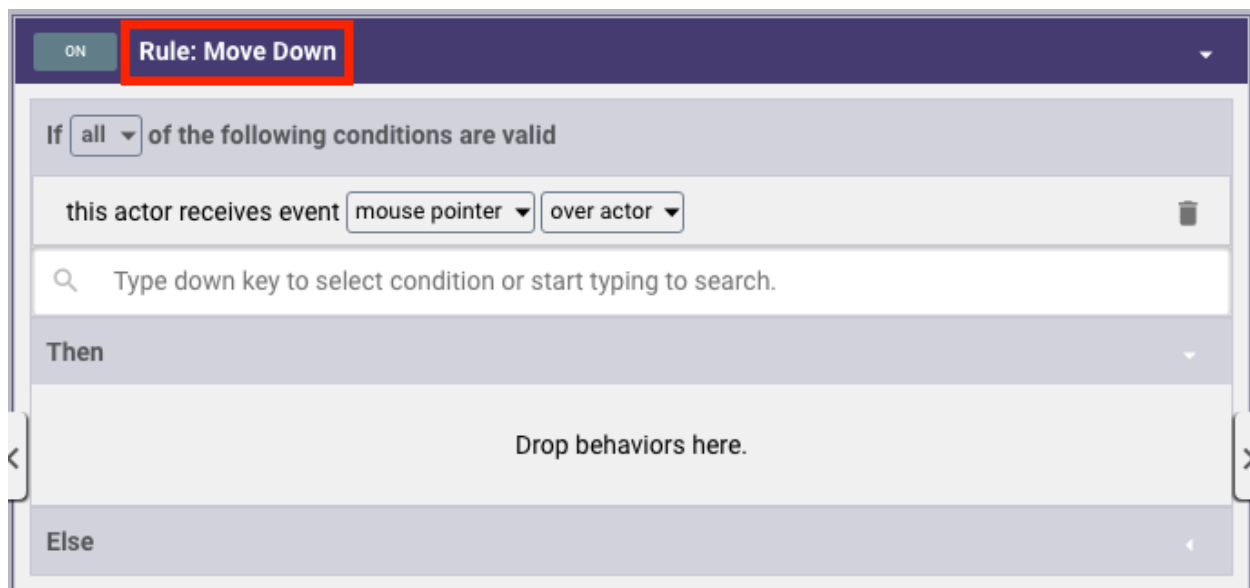 ON Rule: Move Down
If all of the following conditions are valid
this actor receives event mouse pointer over actor
Type down key to select condition or start typing to search.
Then
Drop behaviors here.
Else